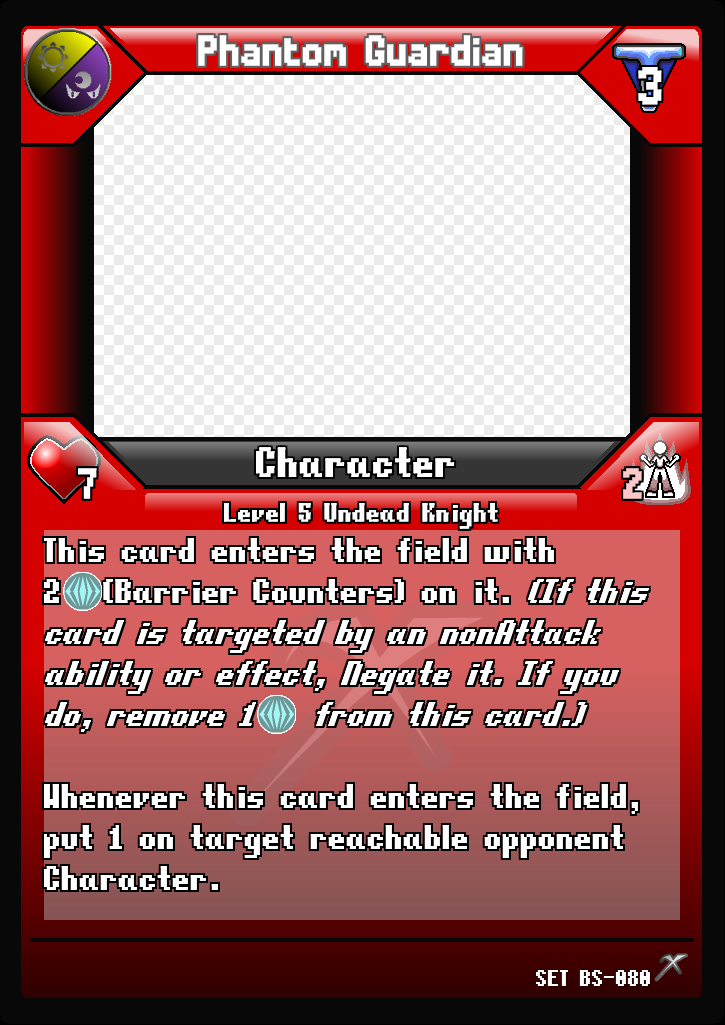 Phantom Guardian
3
Character
7
2
Level 5 Undead Knight
This card enters the field with
2(Barrier Counters) on it. (If this
card is targeted by an nonAttack
ability or effect, Negate it. If you
do, remove 1 from this card.)
Whenever this card enters the field,
put 1 on target reachable opponent
Character.
SET BS-080